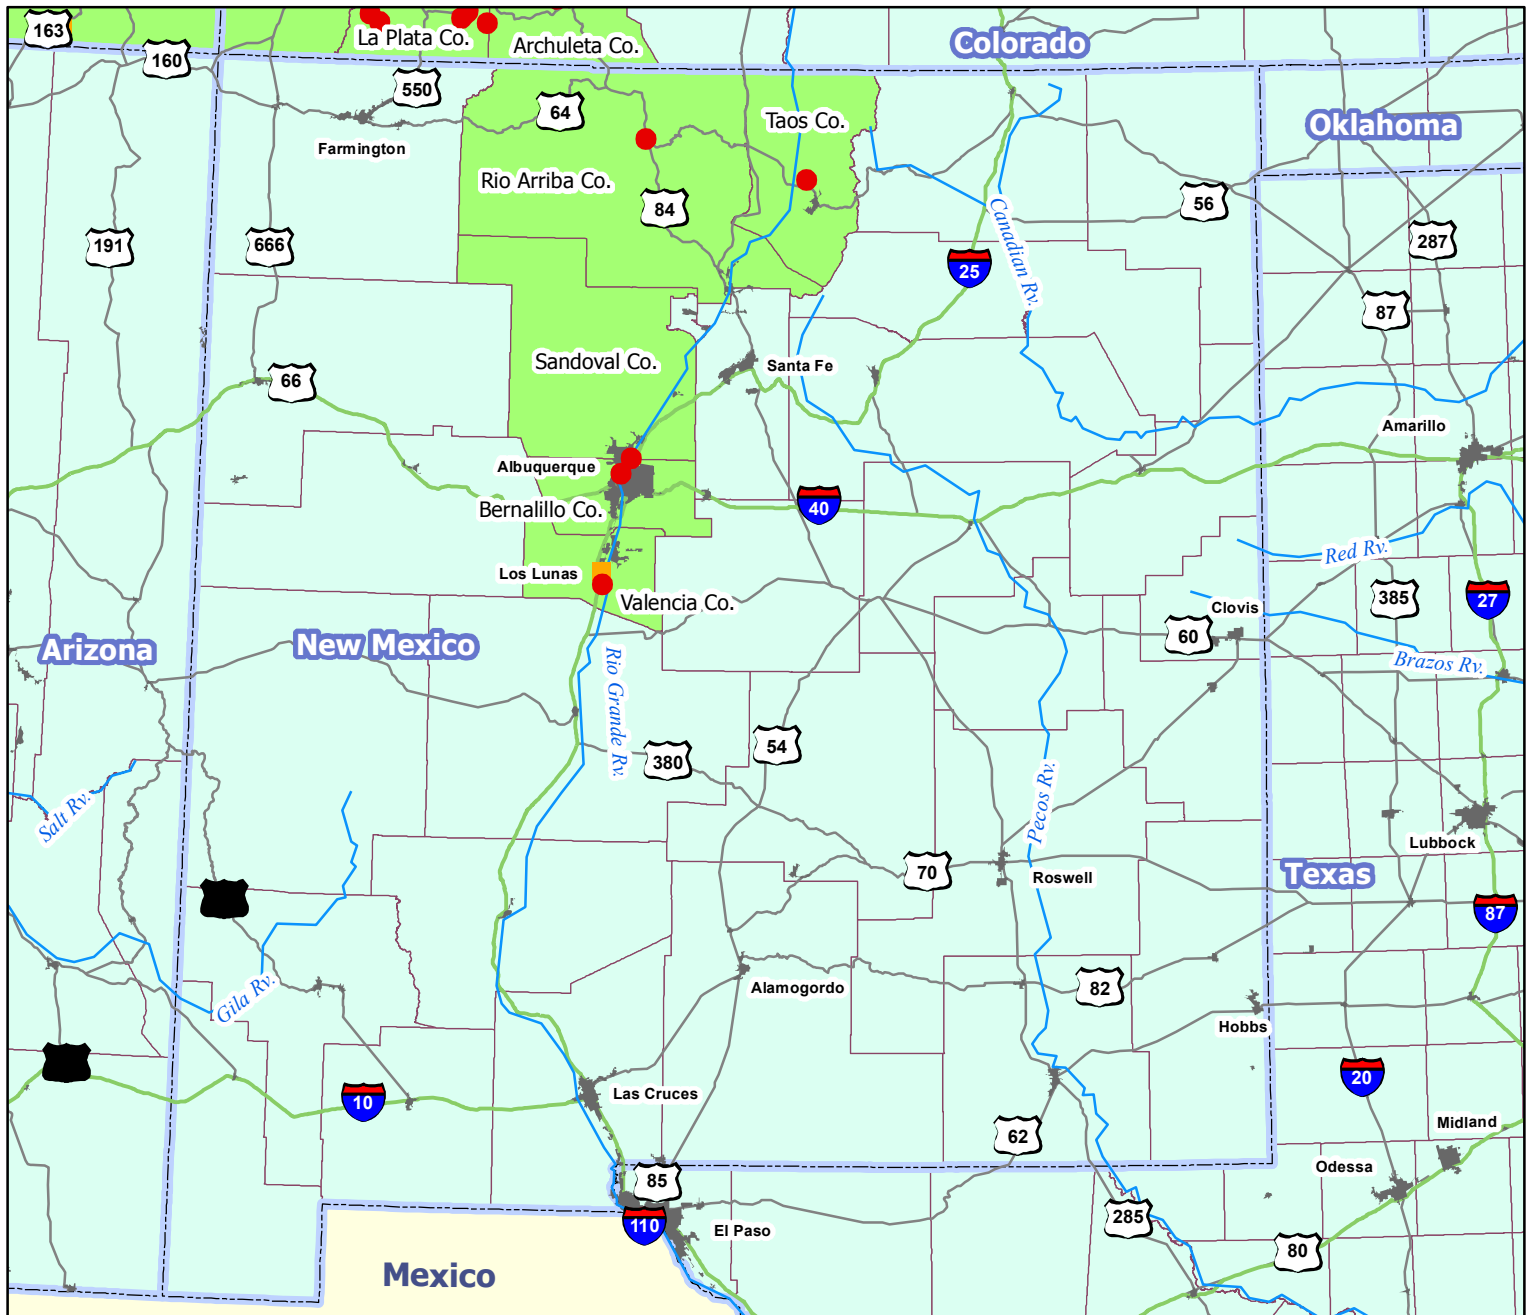 163
La Plata Co.
Archuleta Co.
Colorado
160
550
64
Taos Co.
Oklahoma
Farmington
Rio Arriba Co.
84
56
191
666
25
Canadian Rv.
287
87
Sandoval Co.
Santa Fe
66
Amarillo
Albuquerque
Bernalillo Co.
40
Red Rv.
Los Lunas
Valencia Co.
385
27
Clovis
60
Arizona
New Mexico
Rio Grande Rv.
Brazos Rv.
54
380
Pecos Rv.
Salt Rv.
Lubbock
70
Roswell
Texas
87
Gila Rv.
Alamogordo
82
Hobbs
20
10
Las Cruces
62
Midland
Odessa
85
110
El Paso
285
80
Mexico